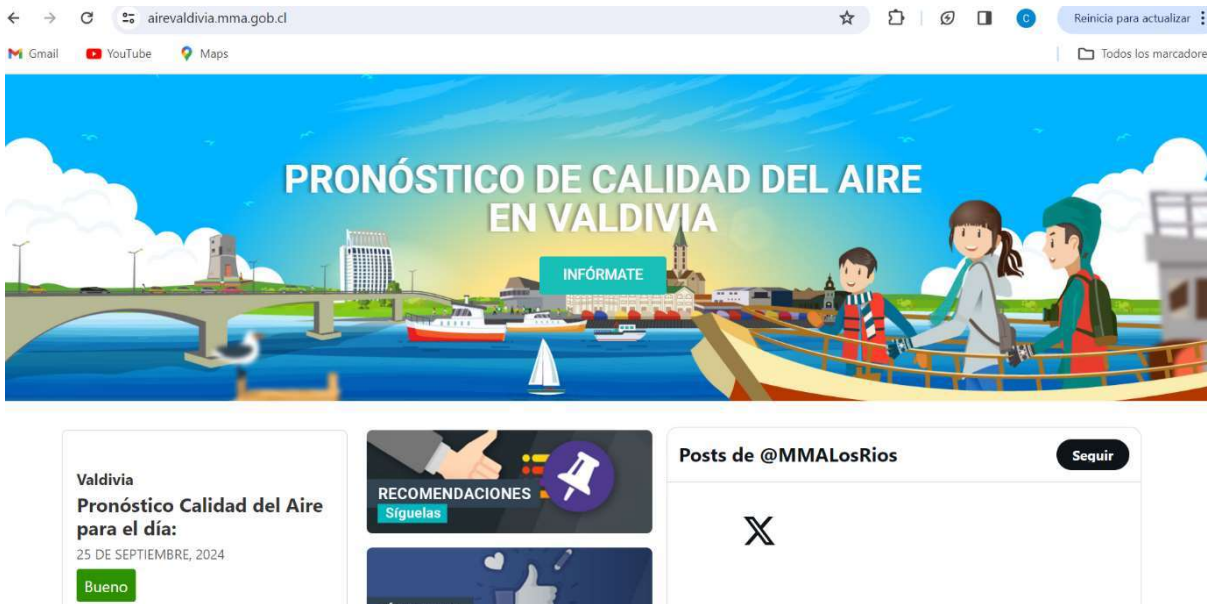 airevaldivia.mma.gob.cl
Reinicia para actualizar
Gmail
YouTube
Maps
Todos los marcadore
PRONÓSTICO DE CALIDAD DEL AIRE
EN VALDIVIA
INFÓRMATE
Valdivia
Pronóstico Calidad del Aire
para el día:
25 DE SEPTIEMBRE, 2024
Bueno
RECOMENDACIONES
Síguelas
Posts de @MMALosRios
Seguir